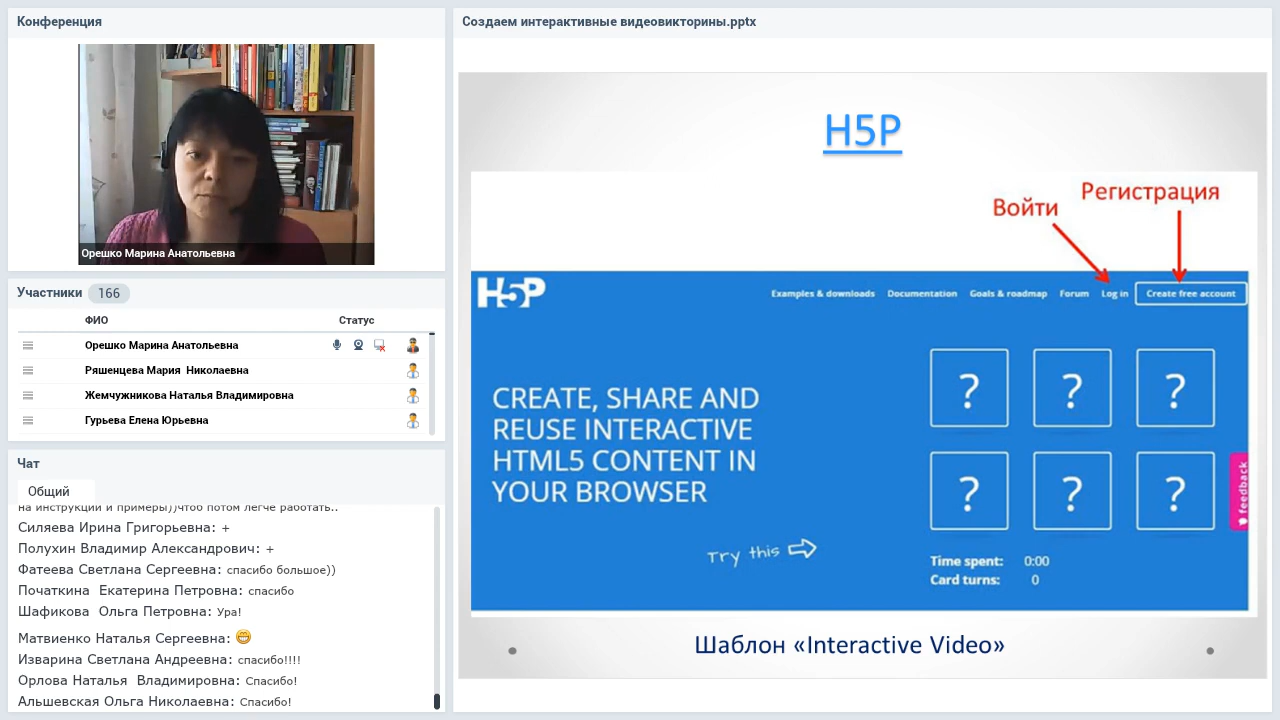 Конференция
Орешко Марина Анатольевна
Участники 166
ФИО Статус
Орешко Марина Анатольевна
Ряшенцева Мария Николаевна
Жемчужникова Наталья Владимировна
Гурьева Елена Юрьевна
Чат
Общий
на инструкции и примеры))чтоб потом легче работать..
Силяева Ирина Григорьевна: +
Полухин Владимир Александрович: +
Фатеева Светлана Сергеевна: спасибо большое))
Початкина Екатерина Петровна: спасибо
Шафикова Ольга Петровна: Ура!
Матвиенко Наталья Сергеевна: 😁
Изварина Светлана Андреевна: спасибо!!!!
Орлова Наталья Владимировна: Спасибо!
Альшевская Ольга Николаевна: Спасибо!
Создаем интерактивные видеовикторины.pptx
H5P
Войти
Регистрация
H5P
Examples & downloads Documentation Goals & roadmap Forum Log in Create free account
CREATE, SHARE AND
REUSE INTERACTIVE
HTML5 CONTENT IN
YOUR BROWSER
Try this
? ? ?
? ? ?
feedback
Time spent: 0:00
Card turns: 0
Шаблон «Interactive Video»